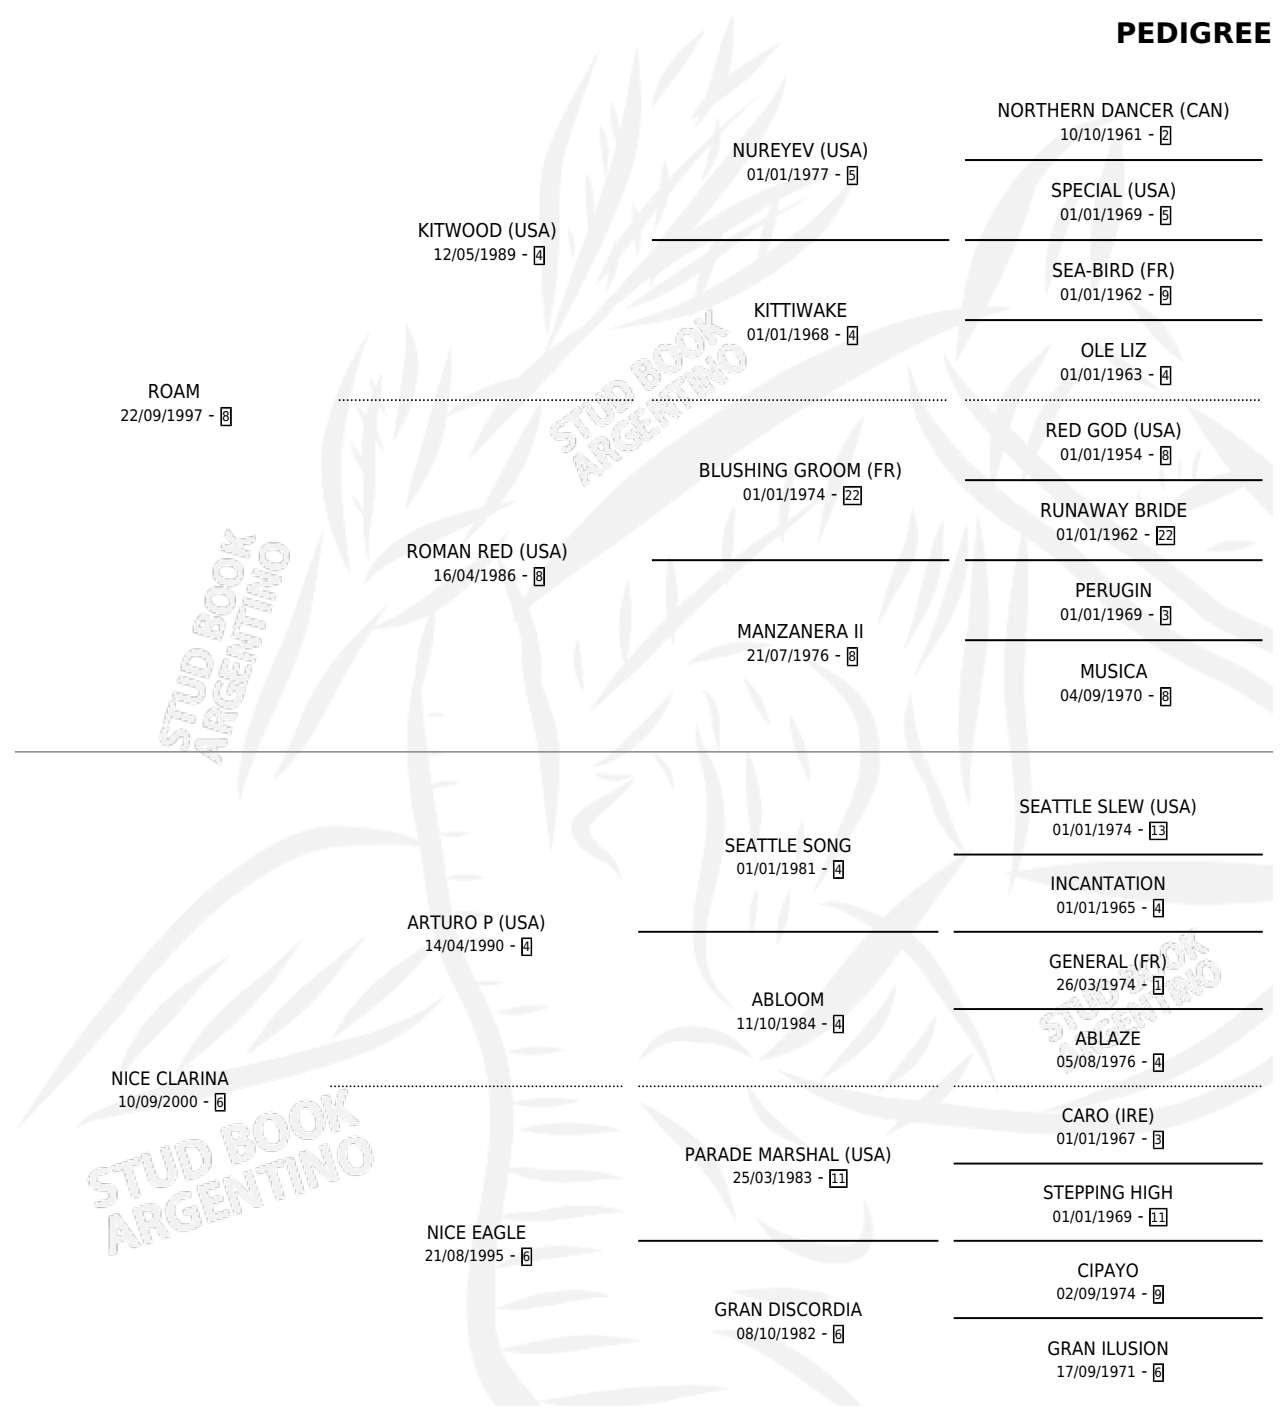 PEDIGREE
NORTHERN DANCER (CAN)
10/10/1961 - 2
NUREYEV (USA)
01/01/1977 - 5
SPECIAL (USA)
01/01/1969 - 5
KITWOOD (USA)
12/05/1989 - 4
SEA-BIRD (FR)
01/01/1962 - 9
KITTIWAKE
01/01/1968 - 4
OLE LIZ
01/01/1963 - 4
ROAM
22/09/1997 - 8
RED GOD (USA)
01/01/1954 - 8
BLUSHING GROOM (FR)
01/01/1974 - 22
RUNAWAY BRIDE
01/01/1962 - 22
ROMAN RED (USA)
16/04/1986 - 8
PERUGIN
01/01/1969 - 3
MANZANERA II
21/07/1976 - 8
MUSICA
04/09/1970 - 8
SEATTLE SLEW (USA)
01/01/1974 - 13
SEATTLE SONG
01/01/1981 - 4
INCANTATION
01/01/1965 - 4
ARTURO P (USA)
14/04/1990 - 4
GENERAL (FR)
26/03/1974 - 1
ABLOOM
11/10/1984 - 4
ABLAZE
05/08/1976 - 4
NICE CLARINA
10/09/2000 - 6
CARO (IRE)
01/01/1967 - 3
PARADE MARSHAL (USA)
25/03/1983 - 11
STEPPING HIGH
01/01/1969 - 11
NICE EAGLE
21/08/1995 - 6
CIPAYO
02/09/1974 - 9
GRAN DISCORDIA
08/10/1982 - 6
GRAN ILUSION
17/09/1971 - 6
STUD BOOK
ARGENTINO
STUD BOOK
ARGENTINO
STUD BOOK
ARGENTINO
STUD BOOK
ARGENTINO